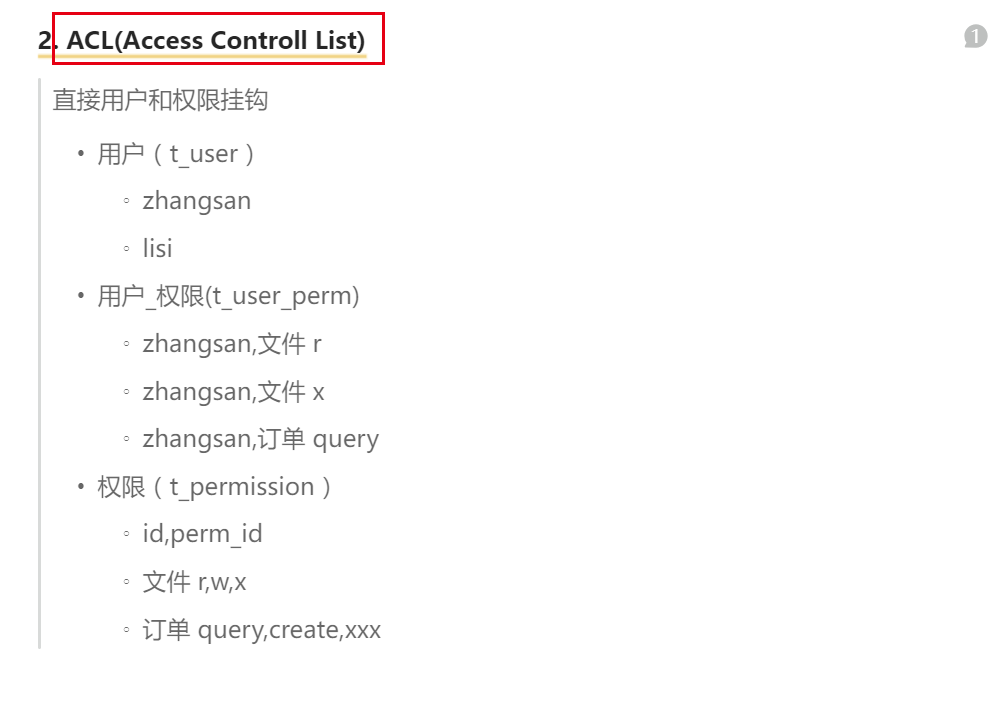 2. ACL(Access Controll List)
1
直接用户和权限挂钩
• 用户（t_user）
◦ zhangsan
◦ lisi
• 用户_权限(t_user_perm)
◦ zhangsan,文件 r
◦ zhangsan,文件 x
◦ zhangsan,订单 query
• 权限（t_permission）
◦ id,perm_id
◦ 文件 r,w,x
◦ 订单 query,create,xxx